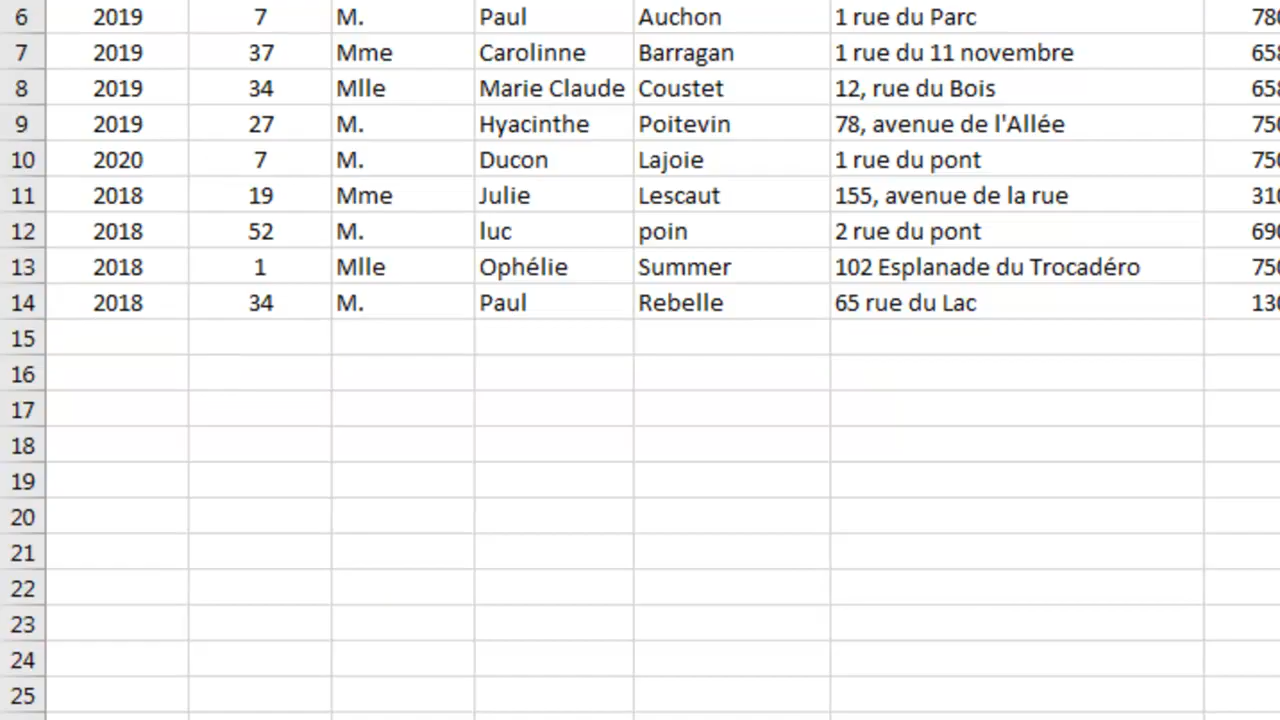 6 2019 7 M. Paul Auchon 1 rue du Parc
7 2019 37 Mme Carolinne Barragan 1 rue du 11 novembre
8 2019 34 Mlle Marie Claude Coustet 12, rue du Bois
9 2019 27 M. Hyacinthe Poitevin 78, avenue de l'Allée
10 2020 7 M. Ducon Lajoie 1 rue du pont
11 2018 19 Mme Julie Lescaut 155, avenue de la rue
12 2018 52 M. luc poin 2 rue du pont
13 2018 1 Mlle Ophélie Summer 102 Esplanade du Trocadéro
14 2018 34 M. Paul Rebelle 65 rue du Lac
15
16
17
18
19
20
21
22
23
24
25